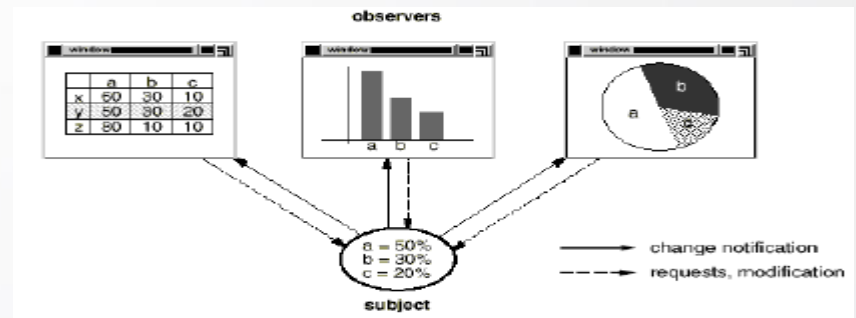 observers
window
window
window
a b c
x 60 30 10
y 50 30 20
z 80 10 10
a b c
a
b
c
a = 50%
b = 30%
c = 20%
subject
change notification
requests, modification